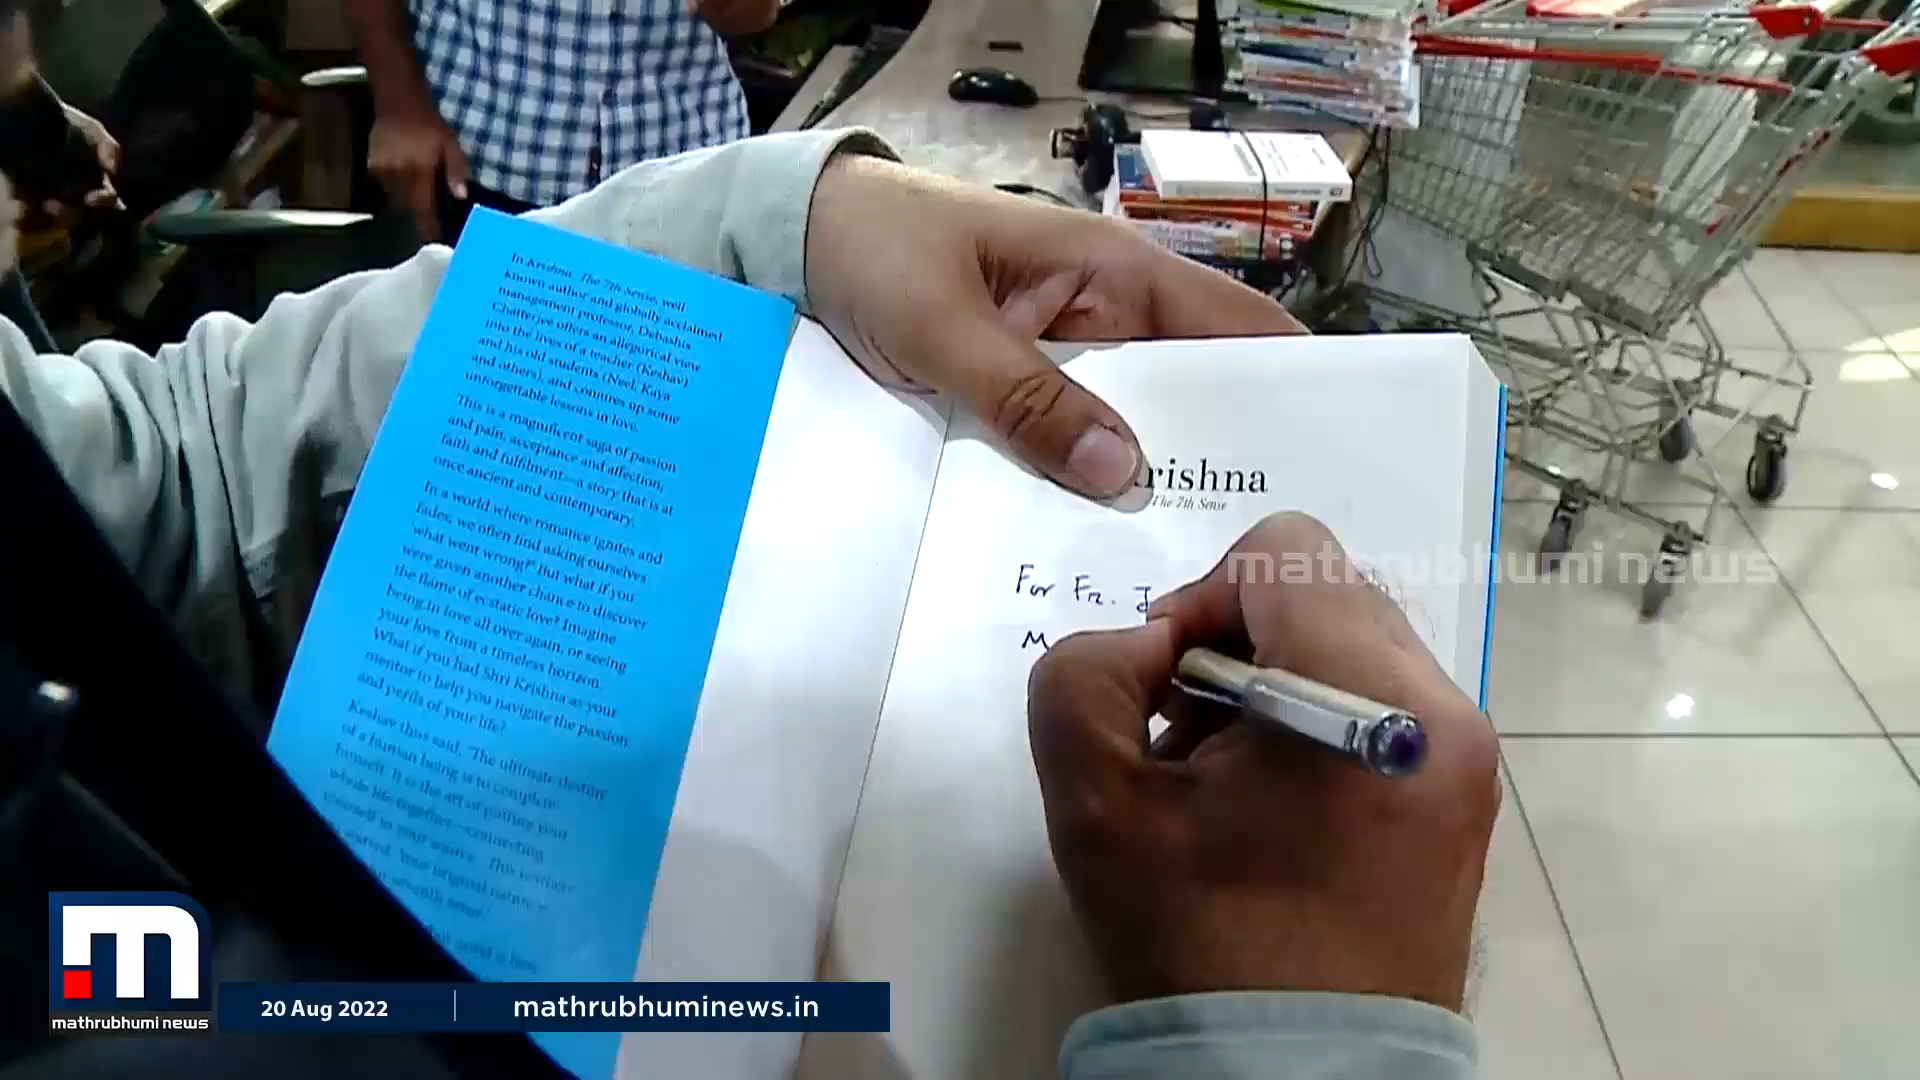 In Krishna The 7th Sense, well-
known author and globally acclaimed
management professor, Debashis
Chatterjee offers an allegorical view
into the lives of a teacher (Keshav)
and his old students (Neel, Kaya
and others), and conjures up some
unforgettable lessons in love.
This is a magnificent saga of passion
and pain, acceptance and affection,
faith and fulfilment—a story that is at
once ancient and contemporary.
In a world where romance ignites and
fades, we often find asking ourselves
'what went wrong?' But what if you
were given another chance to discover
the flame of ecstatic love? Imagine
being in love all over again, or seeing
your love from a timeless horizon.
What if you had Shri Krishna as your
mentor to help you navigate the passion
and perils of your life?
Keshav thus said, 'The ultimate destiny
of a human being is to complete
himself. It is the art of putting your
whole life together—connecting
yourself to your source. This is where
started. Your original nature
seventh sense.'
rishna
The 7th Sense
For Fr. J
M
mathrubhumi news
mathrubhumi news
20 Aug 2022
mathrubhuminews.in